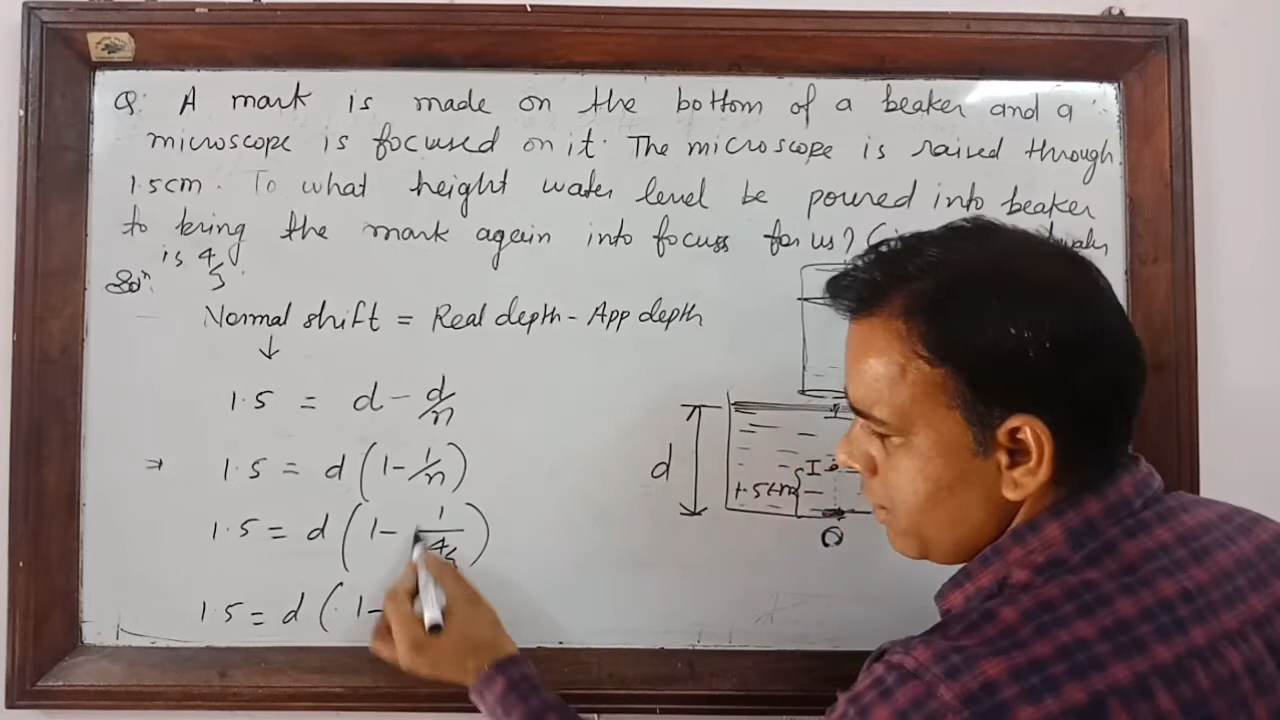 Q. A mark is made on the bottom of a beaker and a
microscope is focused on it. The microscope is raised through
1.5cm. To what height water level be poured into beaker
to bring the mark again into focuss for us? (
is 4/3.
Solⁿ:
Normal shift = Real depth - App depth
↓
1.5 = d - d/n
⇒ 1.5 = d (1 - 1/n)
1.5 = d (1 - 1/4/3)
1.5 = d (1 -
d
1.5cm
I
O